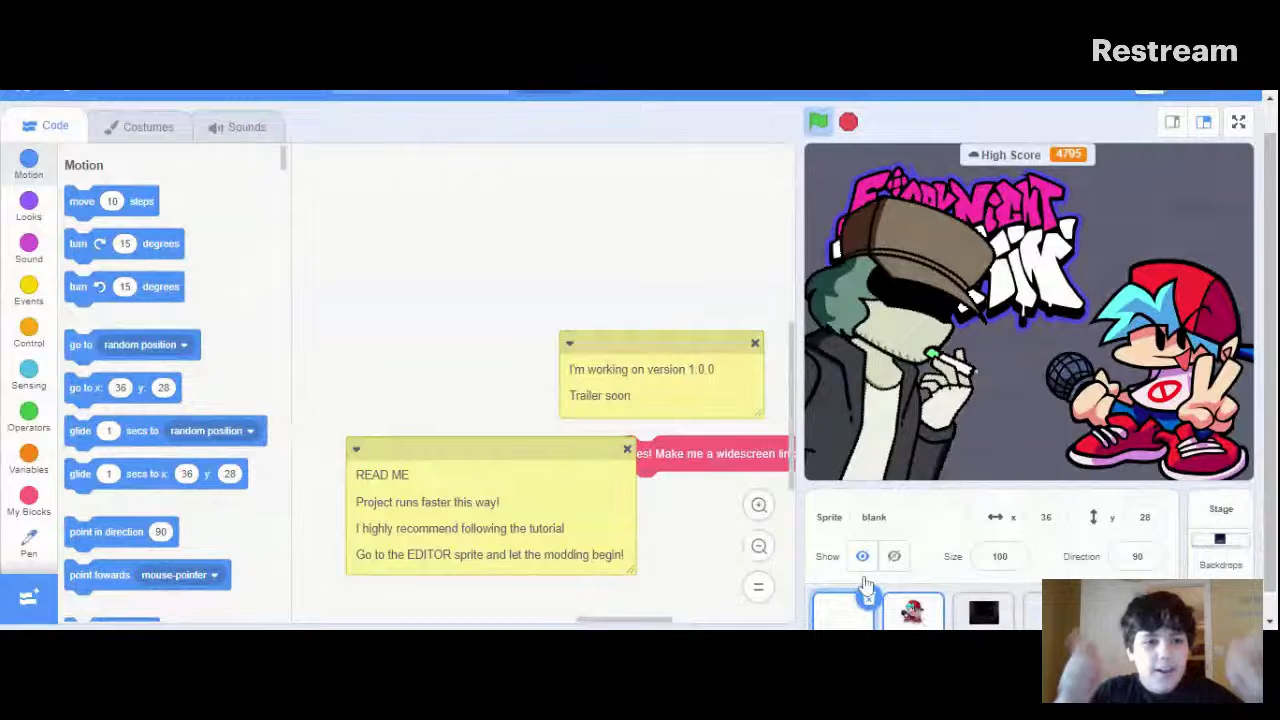 Restream
Code
Costumes
Sounds
Motion
Looks
Sound
Events
Control
Sensing
Operators
Variables
My Blocks
Pen
Motion
move 10 steps
turn 15 degrees
turn 15 degrees
go to random position
go to x: 36 y: 28
glide 1 secs to random position
glide 1 secs to x: 36 y: 28
point in direction 90
point towards mouse-pointer
I'm working on version 1.0.0
Trailer soon
es! Make me a widescreen
READ ME
Project runs faster this way!
I highly recommend following the tutorial
Go to the EDITOR sprite and let the modding begin!
High Score 4795
Sprite blank x 36 y 28
Show Size 100 Direction 90
Stage
Backdrops